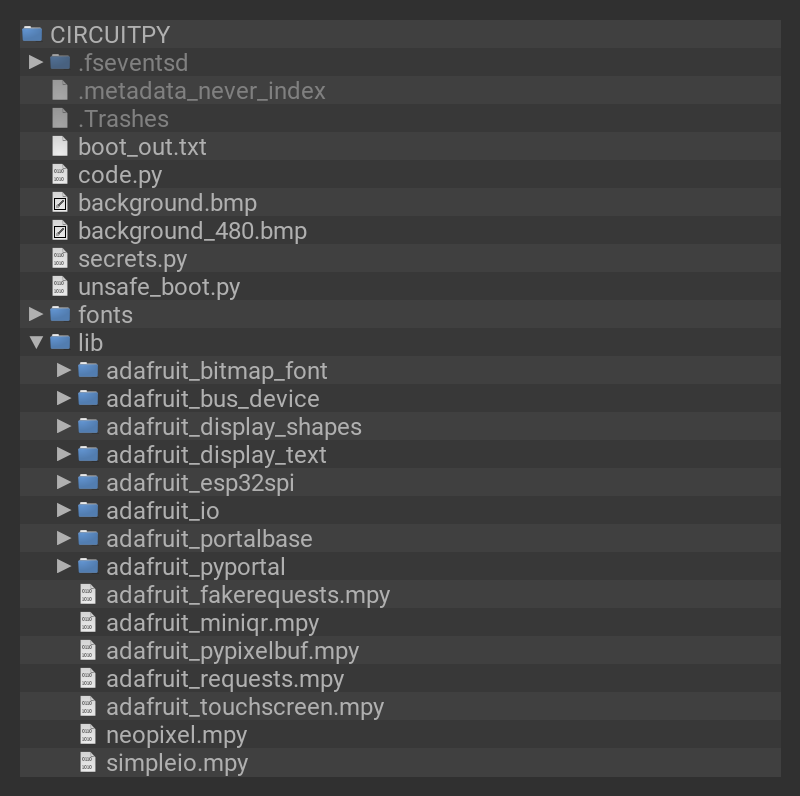 CIRCUITPY
.fseventsd
.metadata_never_index
.Trashes
boot_out.txt
code.py
background.bmp
background_480.bmp
secrets.py
unsafe_boot.py
fonts
lib
adafruit_bitmap_font
adafruit_bus_device
adafruit_display_shapes
adafruit_display_text
adafruit_esp32spi
adafruit_io
adafruit_portalbase
adafruit_pyportal
adafruit_fakerequests.mpy
adafruit_miniqr.mpy
adafruit_pypixelbuf.mpy
adafruit_requests.mpy
adafruit_touchscreen.mpy
neopixel.mpy
simpleio.mpy